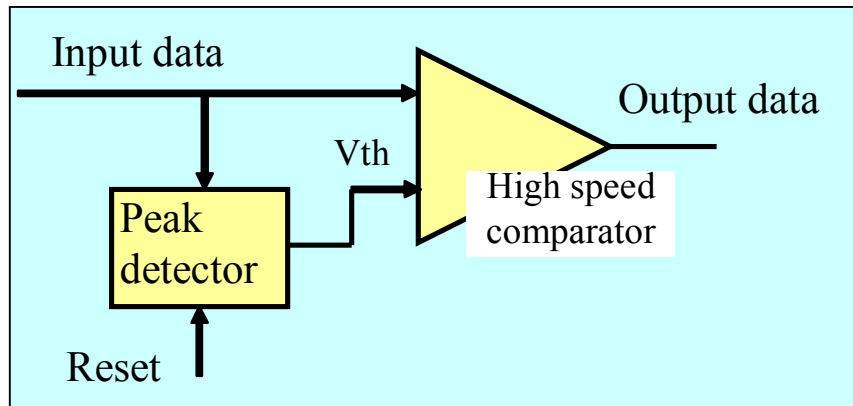 Input data
Output data
Vth
High speed
comparator
Peak
detector
Reset